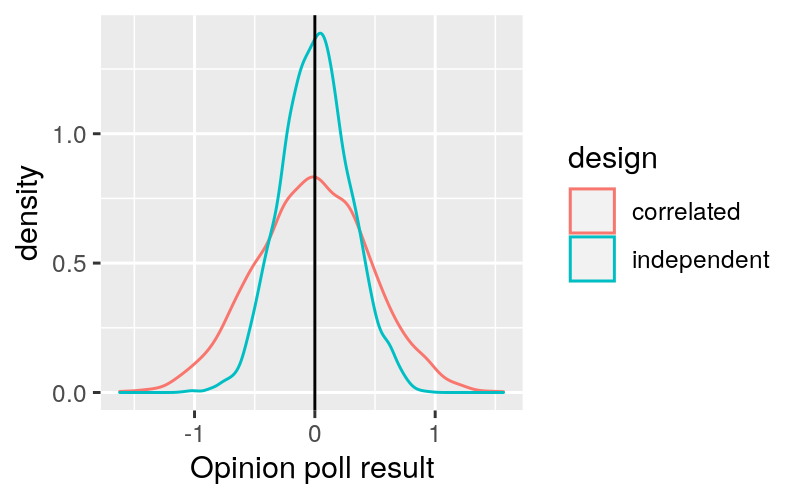 density
1.0
0.5
0.0
-1
0
1
Opinion poll result
design
correlated
independent